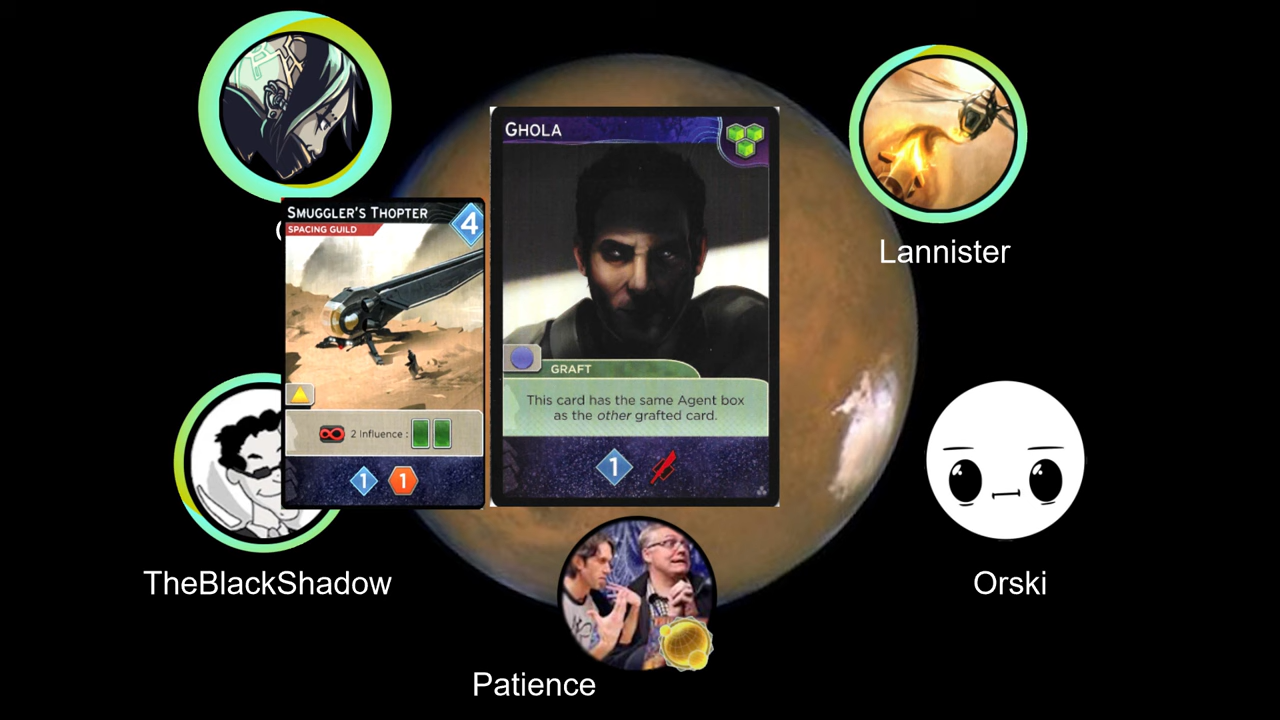 GHOLA
SMUGGLER'S THOPTER
4
SPACING GUILD
Lannister
GRAFT
This card has the same Agent box
as the other grafted card.
2 Influence :
1
1
1
TheBlackShadow
Orski
Patience